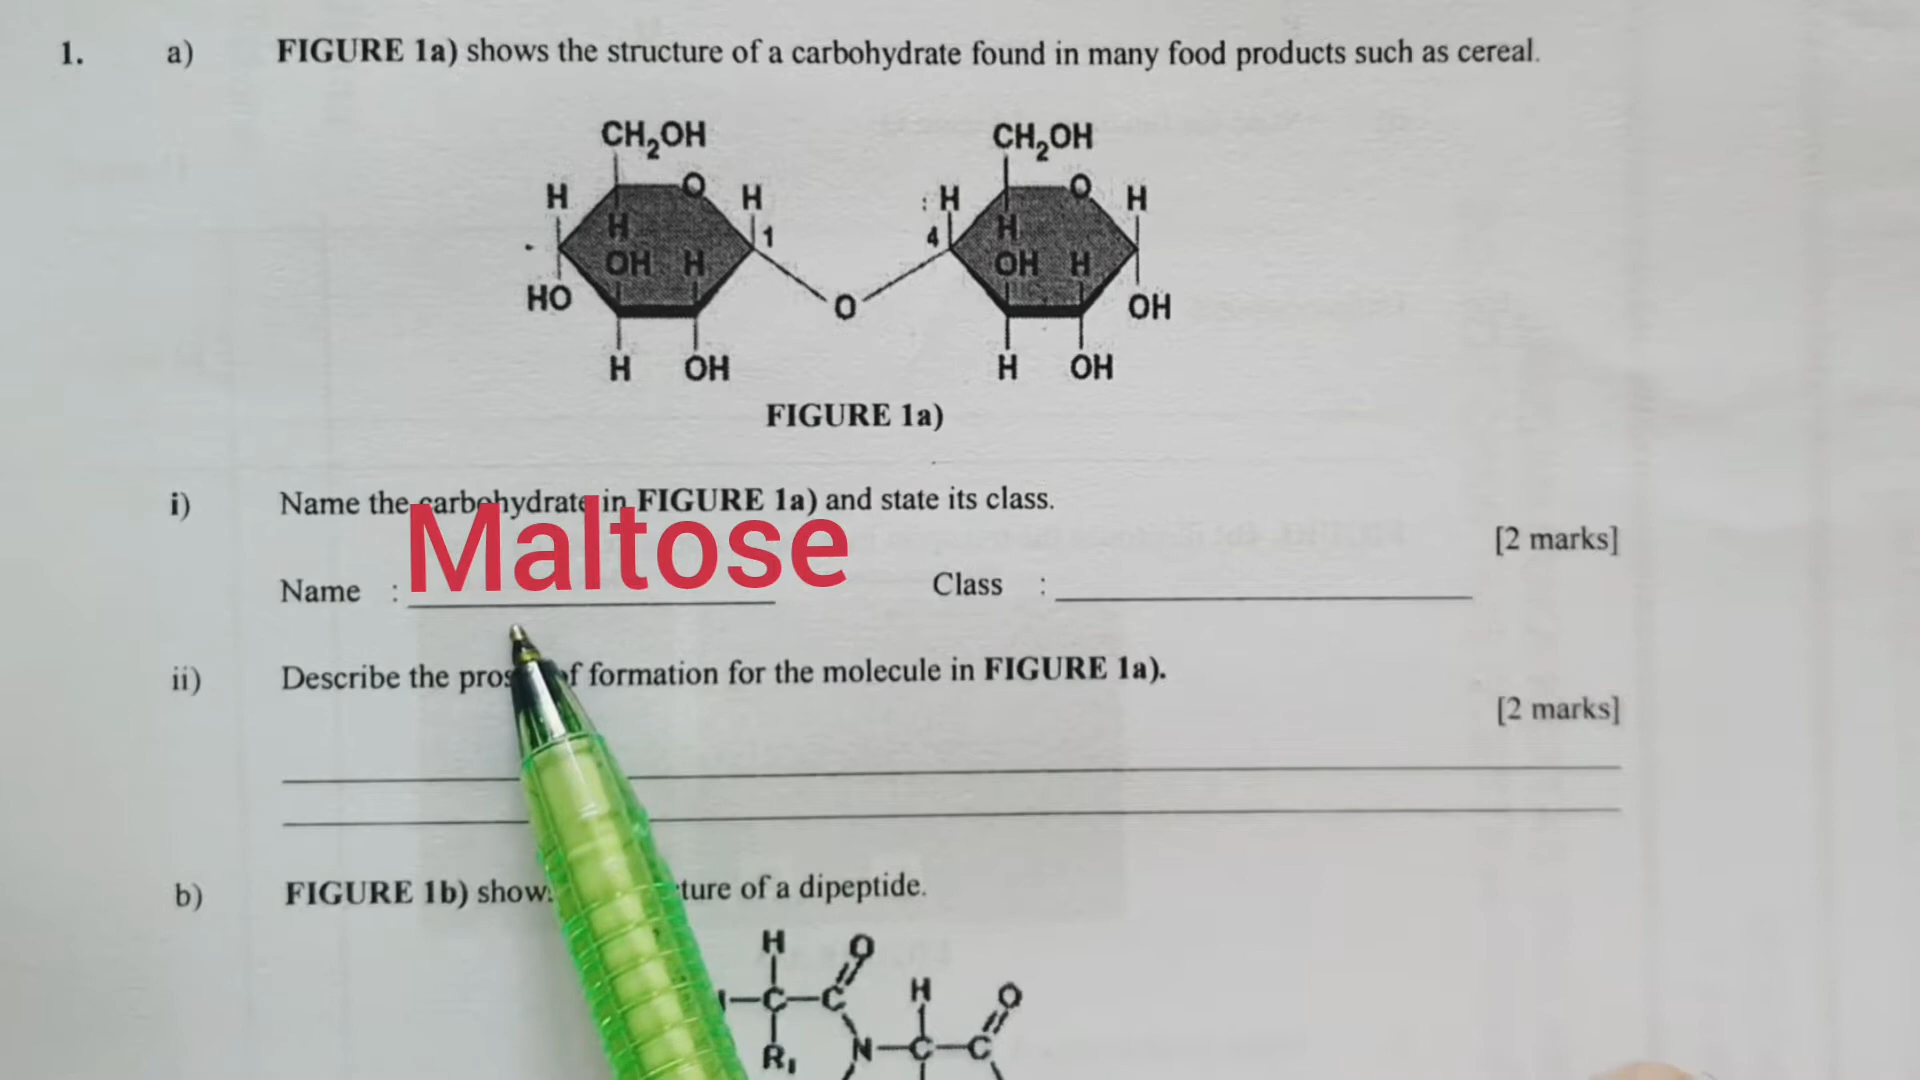 1. a) FIGURE 1a) shows the structure of a carbohydrate found in many food products such as cereal.
CH₂OH CH₂OH
H O H H O H
H 1 4 H
OH H OH H
HO O OH
H OH H OH
FIGURE 1a)
i) Name the carbohydrate in FIGURE 1a) and state its class.
[2 marks]
Maltose
Name : Class :
ii) Describe the of formation for the molecule in FIGURE 1a).
[2 marks]
b) FIGURE 1b) of a dipeptide.
H O
C C H O
R₁ N C C